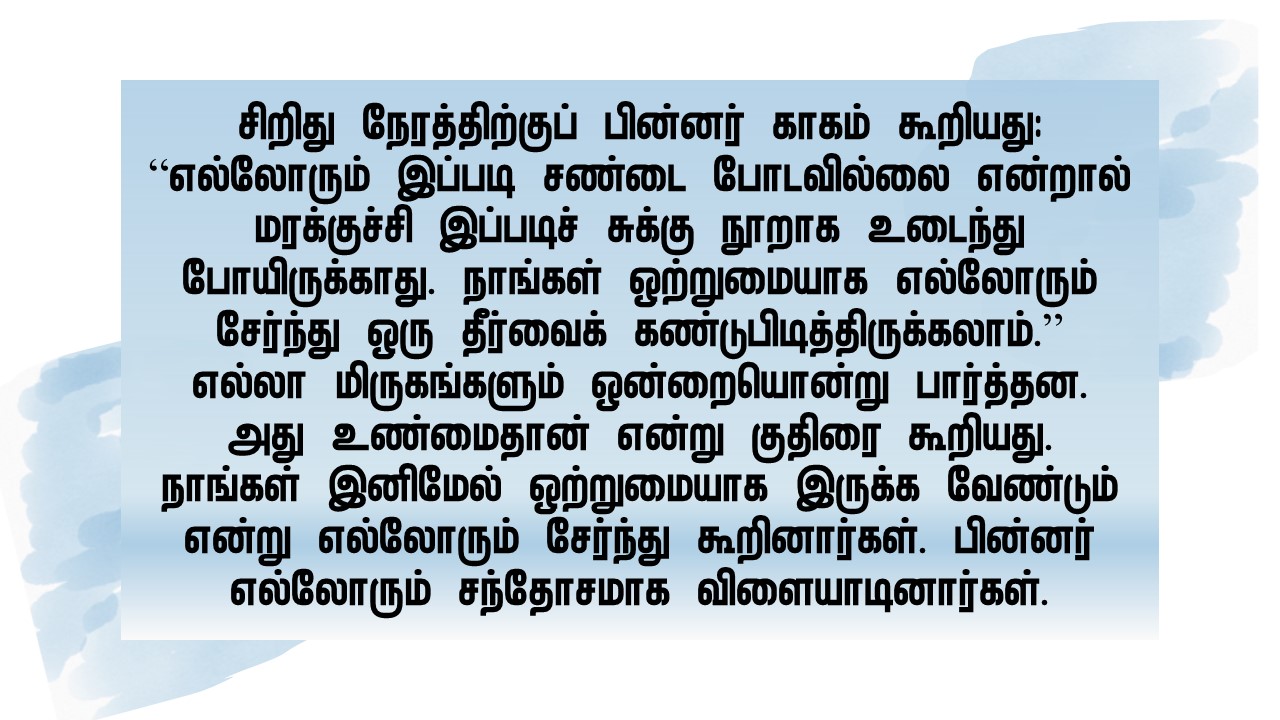 சிறிது நேரத்திற்குப் பின்னர் காகம் கூறியது:
“எல்லோரும் இப்படி சண்டை போடவில்லை என்றால்
மரக்குச்சி இப்படிச் சுக்கு நூறாக உடைந்து
போயிருக்காது. நாங்கள் ஒற்றுமையாக எல்லோரும்
சேர்ந்து ஒரு தீர்வைக் கண்டுபிடித்திருக்கலாம்.”
எல்லா மிருகங்களும் ஒன்றையொன்று பார்த்தன.
அது உண்மைதான் என்று குதிரை கூறியது.
நாங்கள் இனிமேல் ஒற்றுமையாக இருக்க வேண்டும்
என்று எல்லோரும் சேர்ந்து கூறினார்கள். பின்னர்
எல்லோரும் சந்தோசமாக விளையாடினார்கள்.